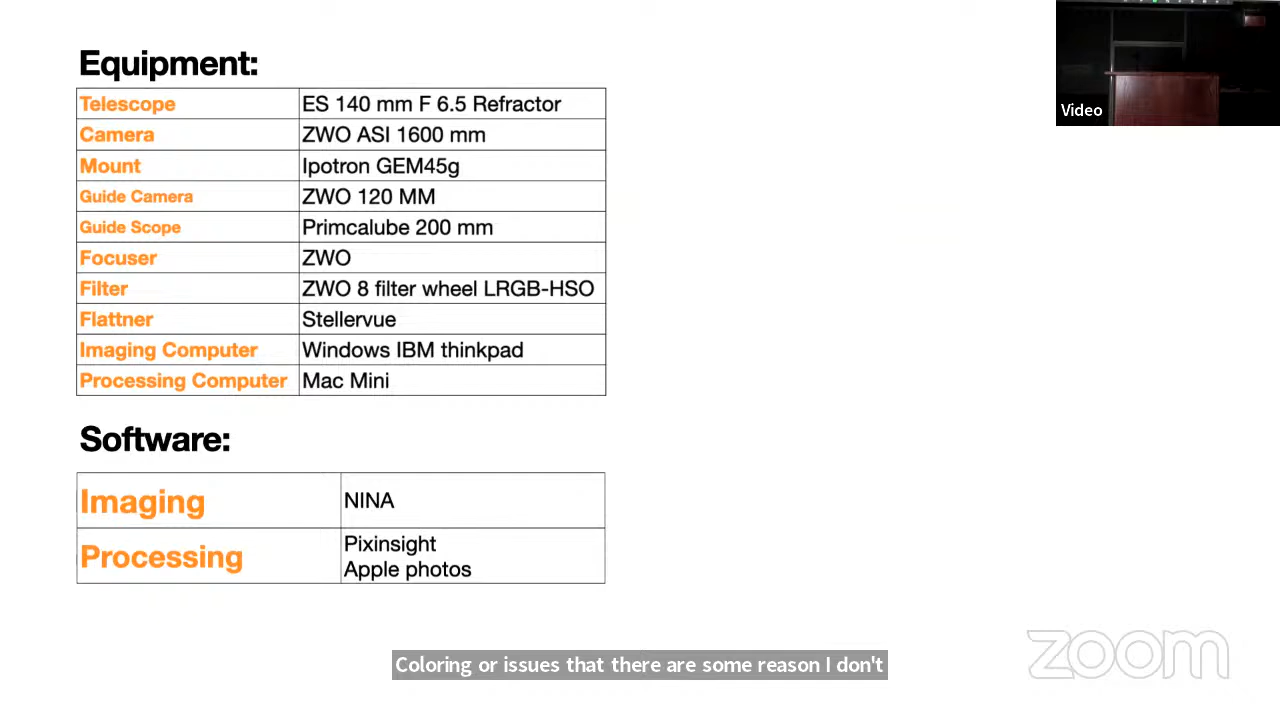 Equipment:
Telescope ES 140 mm F 6.5 Refractor
Camera ZWO ASI 1600 mm
Mount Ipotron GEM45g
Guide Camera ZWO 120 MM
Guide Scope Primcalube 200 mm
Focuser ZWO
Filter ZWO 8 filter wheel LRGB-HSO
Flattner Stellervue
Imaging Computer Windows IBM thinkpad
Processing Computer Mac Mini
Software:
Imaging NINA
Processing Pixinsight
Apple photos
Video
Coloring or issues that there are some reason I don't
zoom